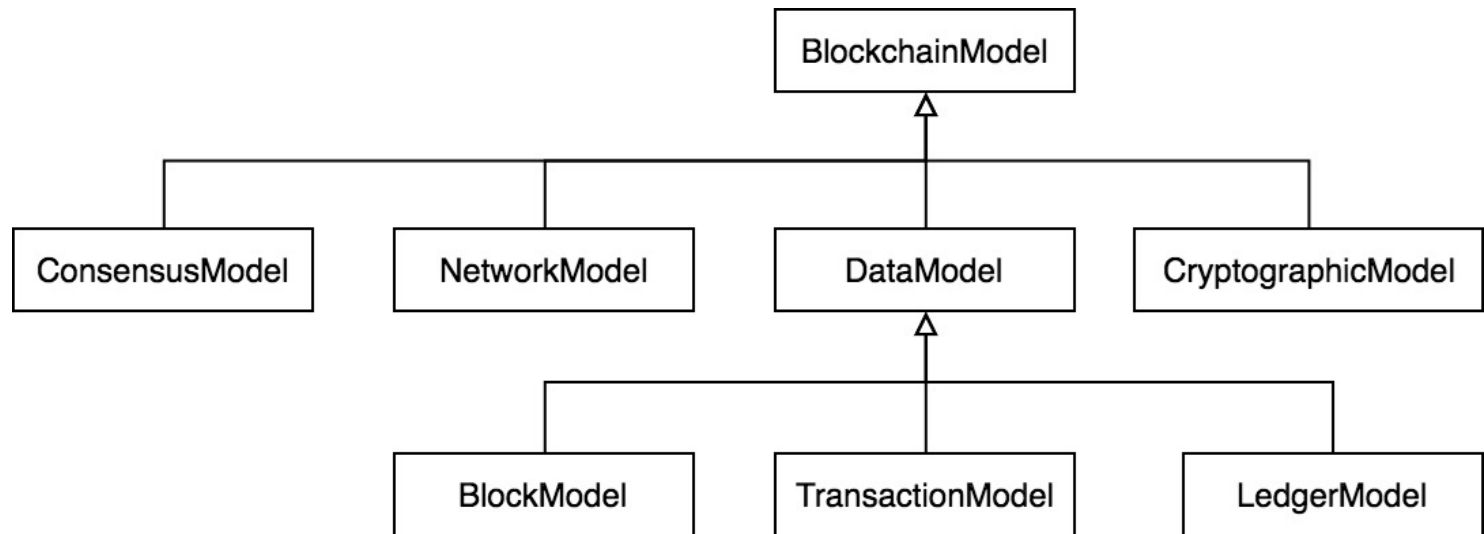 BlockchainModel
ConsensusModel
NetworkModel
DataModel
CryptographicModel
BlockModel
TransactionModel
LedgerModel